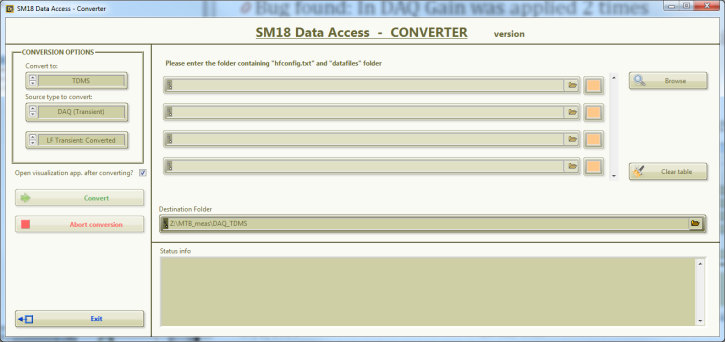 Bug found: In DAQ Gain was applied 2 times
SM18 Data Access - Converter
SM18 Data Access - CONVERTER version
CONVERSION OPTIONS
Convert to:
TDMS
Source type to convert:
DAQ (Transient)
LF Transient: Converted
Open visualization app. after converting?
Convert
Abort conversion
Exit
Please enter the folder containing "hfconfig.txt" and "datafiles" folder
Browse
Clear table
Destination Folder
Z:\MTB_meas\DAQ_TDMS
Status info